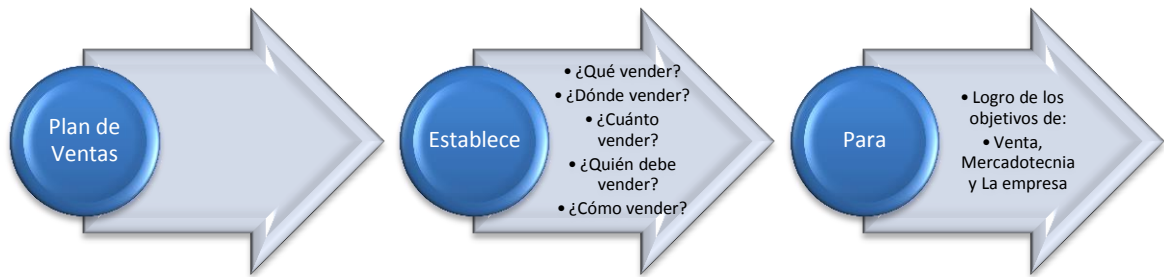 Plan de
Ventas
Establece
• ¿Qué vender?
• ¿Dónde vender?
• ¿Cuánto
vender?
• ¿Quién debe
vender?
• ¿Cómo vender?
Para
• Logro de los
objetivos de:
• Venta,
Mercadotecnia
y La empresa